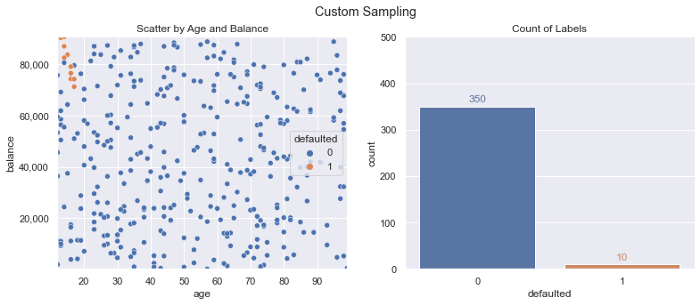 Custom Sampling
Scatter by Age and Balance
80,000
60,000
40,000
20,000
balance
20 30 40 50 60 70 80 90
age
defaulted
0
1
Count of Labels
500
400
300
200
100
0
count
350
10
0 1
defaulted